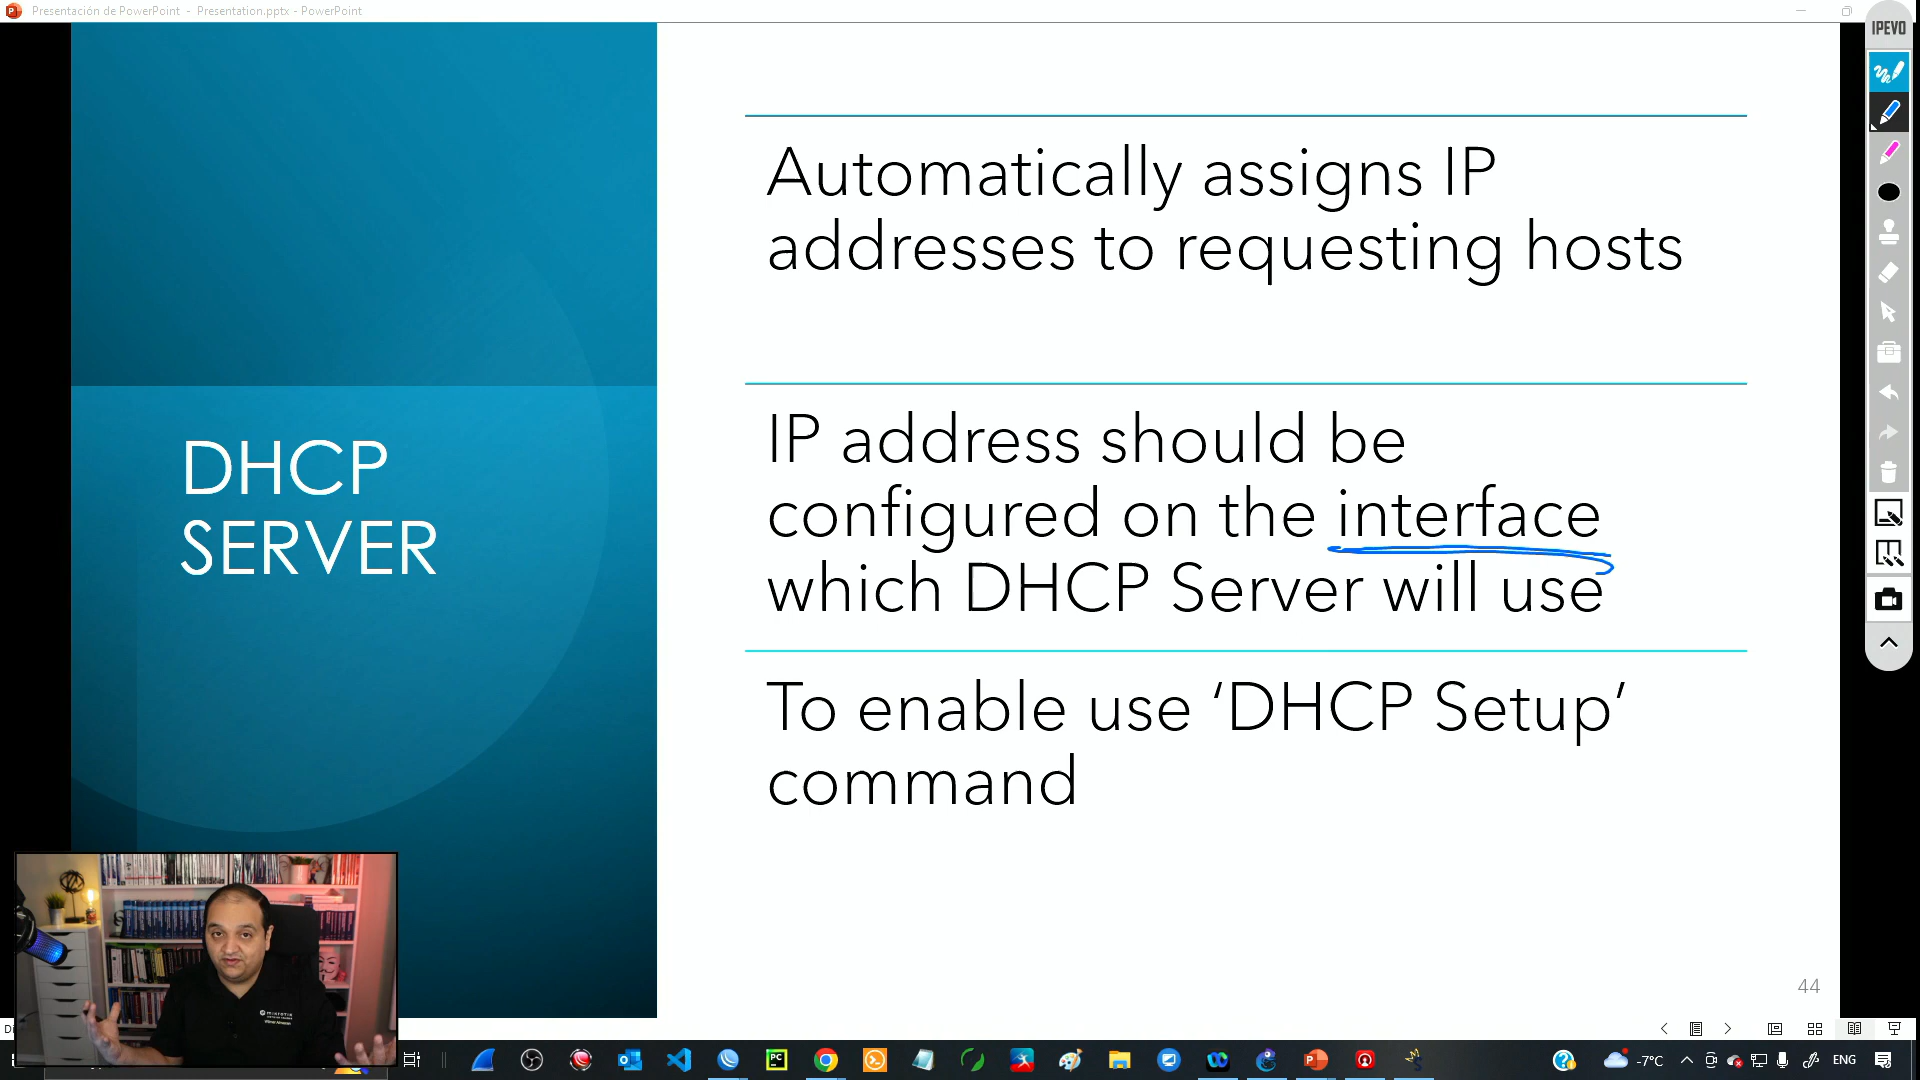 Presentación de PowerPoint - Presentation.pptx - PowerPoint
IPEVO
Automatically assigns IP
addresses to requesting hosts
DHCP
SERVER
IP address should be
configured on the interface
which DHCP Server will use
To enable use ‘DHCP Setup’
command
44
-7°C
ENG